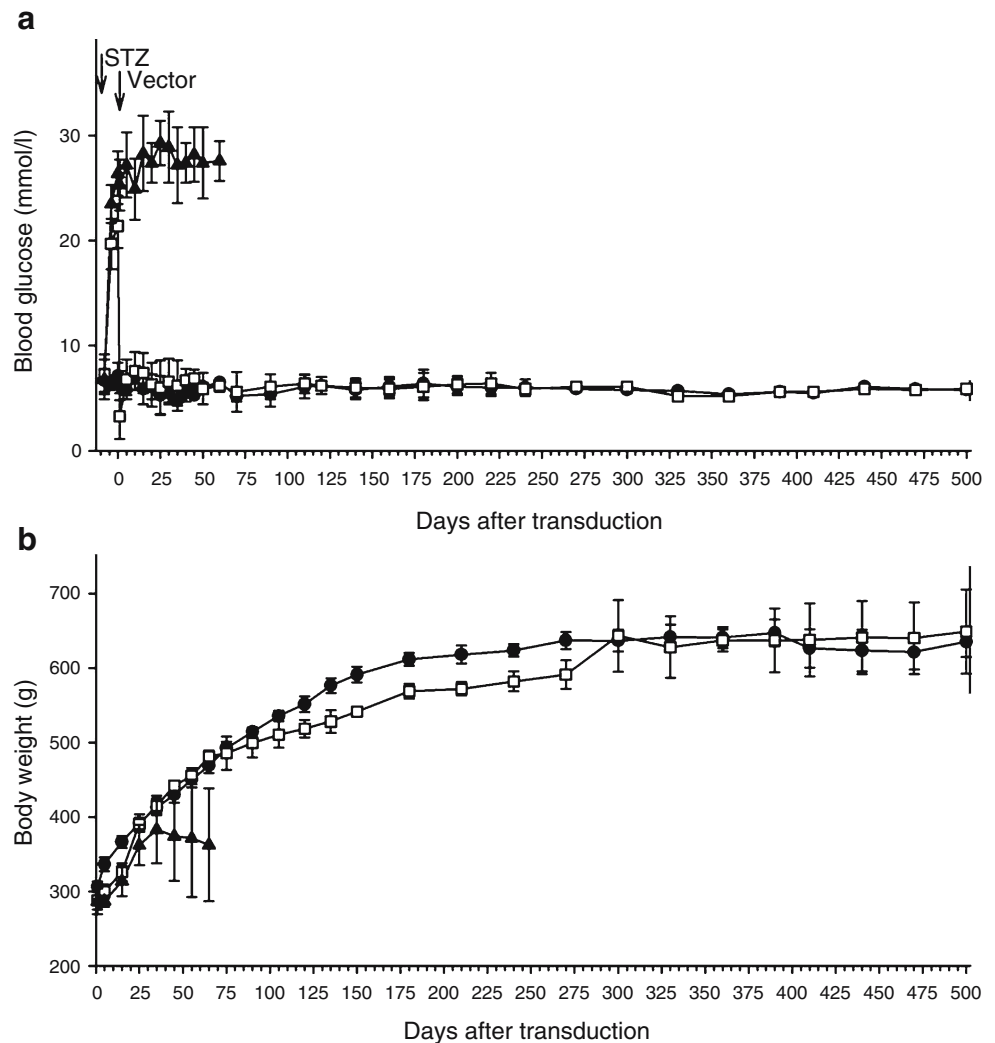 a
STZ
Vector
Blood glucose (mmol/l)
30
20
10
0
0 25 50 75 100 125 150 175 200 225 250 275 300 325 350 375 400 425 450 475 500
Days after transduction
b
Body weight (g)
700
600
500
400
300
200
0 25 50 75 100 125 150 175 200 225 250 275 300 325 350 375 400 425 450 475 500
Days after transduction